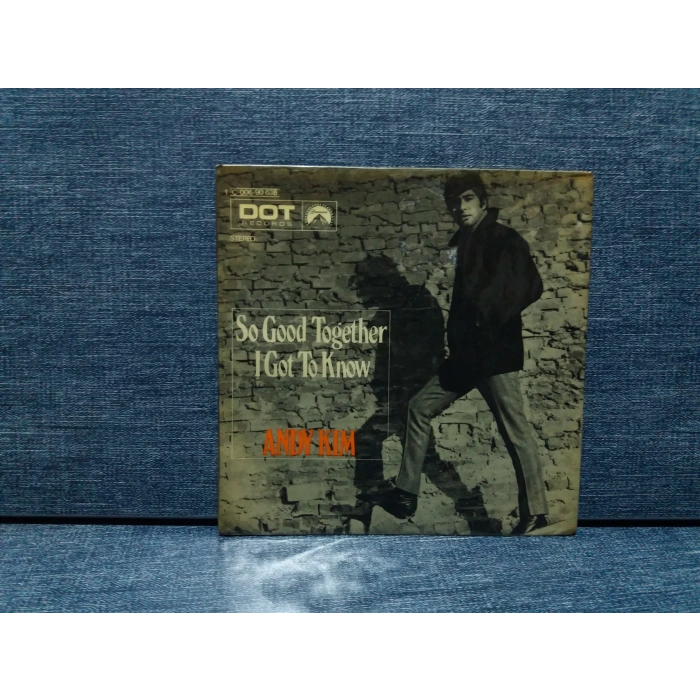 DOT
RECORDS
STEREO
So Good Together
I Got To Know
ANDY KIM